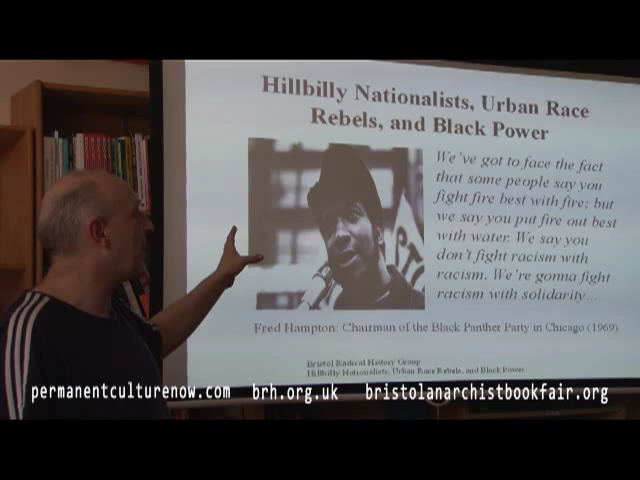 Hillbilly Nationalists, Urban Race
Rebels, and Black Power
We've got to face the fact
that some people say you
fight fire best with fire; but
we say you put fire out best
with water. We say you
don't fight racism with
racism. We're gonna fight
racism with solidarity...
Fred Hampton: Chairman of the Black Panther Party in Chicago (1969)
Bristol Radical History Group
Hillbilly Nationalists, Urban Race Rebels, and Black Power
permanentculturenow.com brh.org.uk bristolanarchistbookfair.org